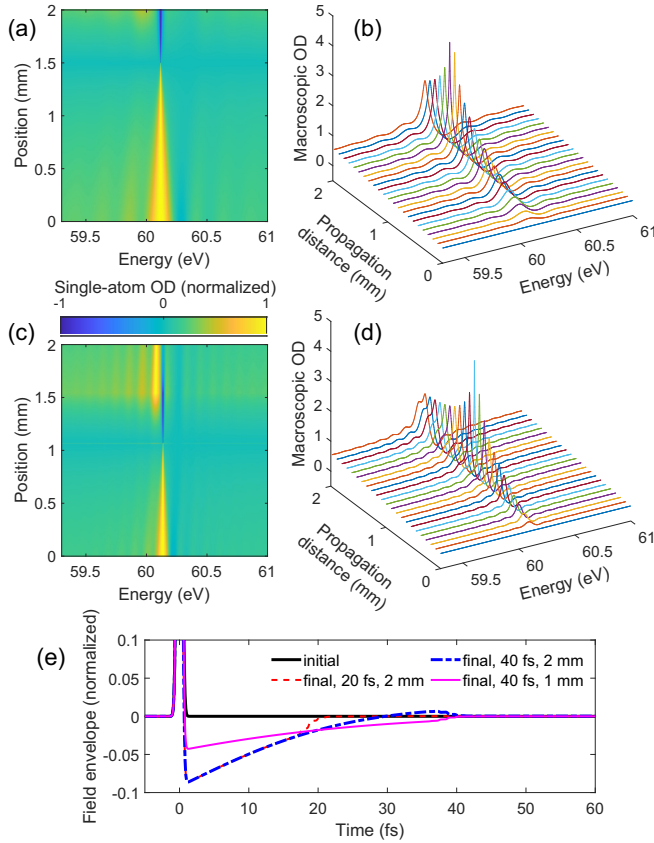 (a)
2
1.5
1
0.5
0
Position (mm)
59.5 60 60.5 61
Energy (eV)
(b)
5
4
3
2
1
0
Macroscopic OD
2
1
0
Propagation
distance (mm)
59.5
60
60.5
61
Energy (eV)
Single-atom OD (normalized)
-1 0 1
(c)
2
1.5
1
0.5
0
Position (mm)
59.5 60 60.5 61
Energy (eV)
(d)
5
4
3
2
1
0
Macroscopic OD
2
1
0
Propagation
distance (mm)
59.5
60
60.5
61
Energy (eV)
(e)
0.1
0.05
0
-0.05
-0.1
Field envelope (normalized)
initial
final, 40 fs, 2 mm
final, 20 fs, 2 mm
final, 40 fs, 1 mm
0 10 20 30 40 50 60
Time (fs)